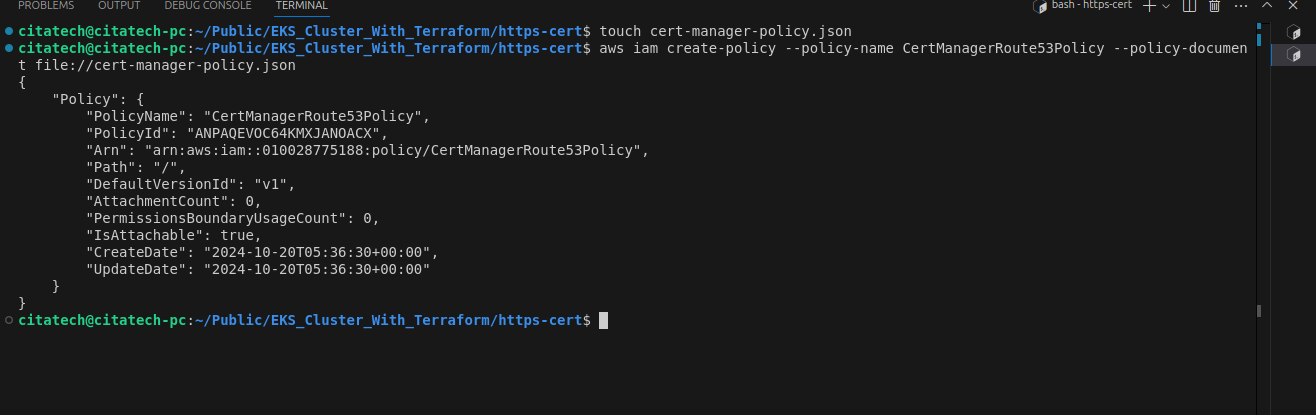 PROBLEMS OUTPUT DEBUG CONSOLE TERMINAL bash - https-cert
citatech@citatech-pc:~/Public/EKS_Cluster_With_Terraform/https-cert$ touch cert-manager-policy.json
citatech@citatech-pc:~/Public/EKS_Cluster_With_Terraform/https-cert$ aws iam create-policy --policy-name CertManagerRoute53Policy --policy-documen
t file://cert-manager-policy.json
{
    "Policy": {
        "PolicyName": "CertManagerRoute53Policy",
        "PolicyId": "ANPAQEVOC64KMXJANOACX",
        "Arn": "arn:aws:iam::010028775188:policy/CertManagerRoute53Policy",
        "Path": "/",
        "DefaultVersionId": "v1",
        "AttachmentCount": 0,
        "PermissionsBoundaryUsageCount": 0,
        "IsAttachable": true,
        "CreateDate": "2024-10-20T05:36:30+00:00",
        "UpdateDate": "2024-10-20T05:36:30+00:00"
    }
}
citatech@citatech-pc:~/Public/EKS_Cluster_With_Terraform/https-cert$